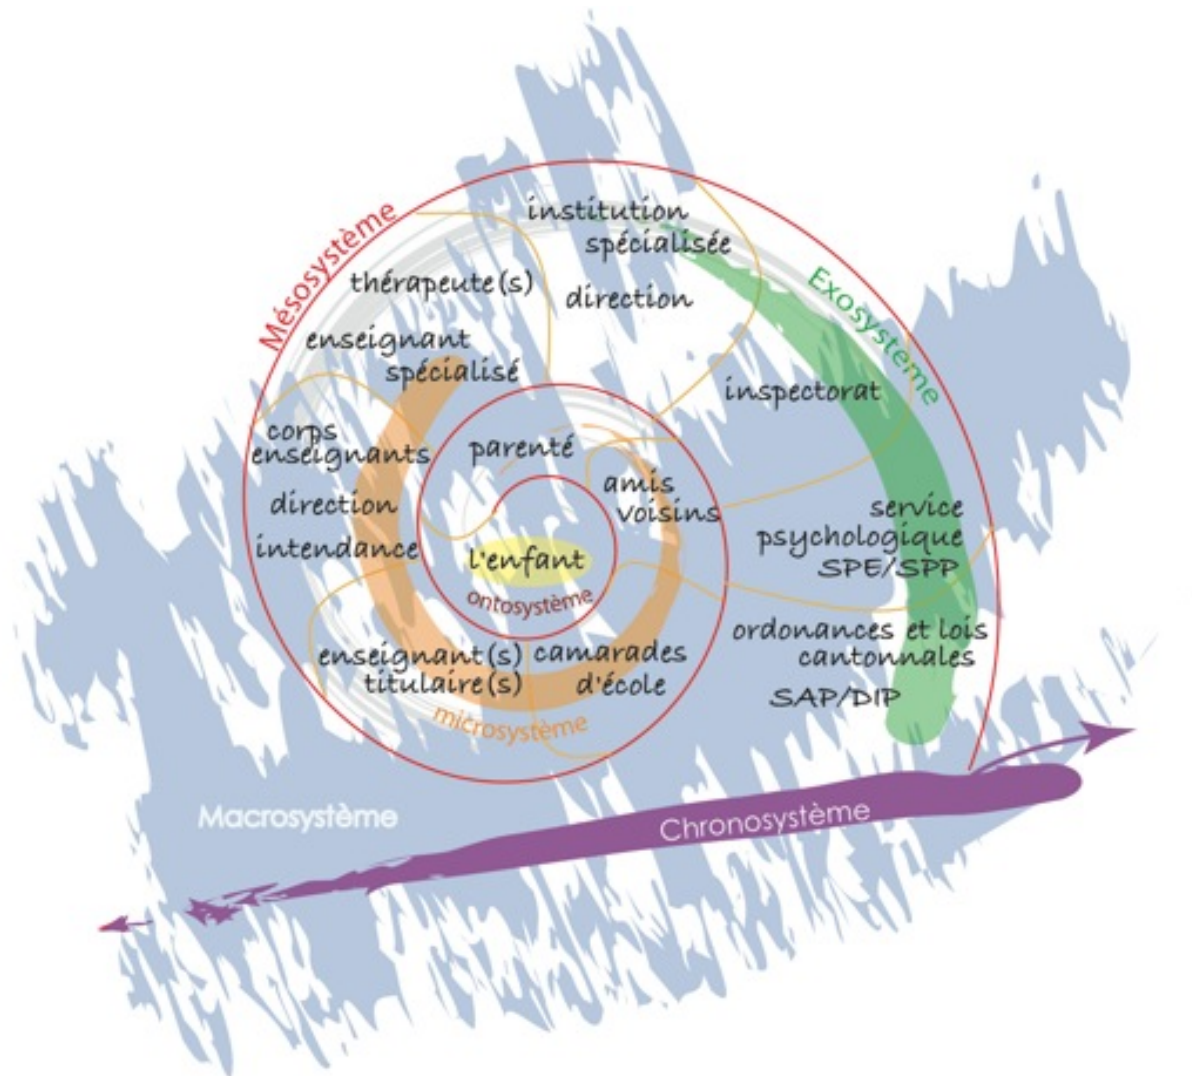 Mésosystème
institution
spécialisée
thérapeute(s)
direction
Exosystème
enseignant
spécialisé
inspectorat
corps
enseignants
parenté
amis
voisins
direction
service
psychologique
SPE/SPP
intendance
l'enfant
ontosystème
ordonances et lois
cantonnales
enseignant(s)
titulaire(s)
camarades
d'école
SAP/DIP
microsystème
Macrosystème
Chronosystème